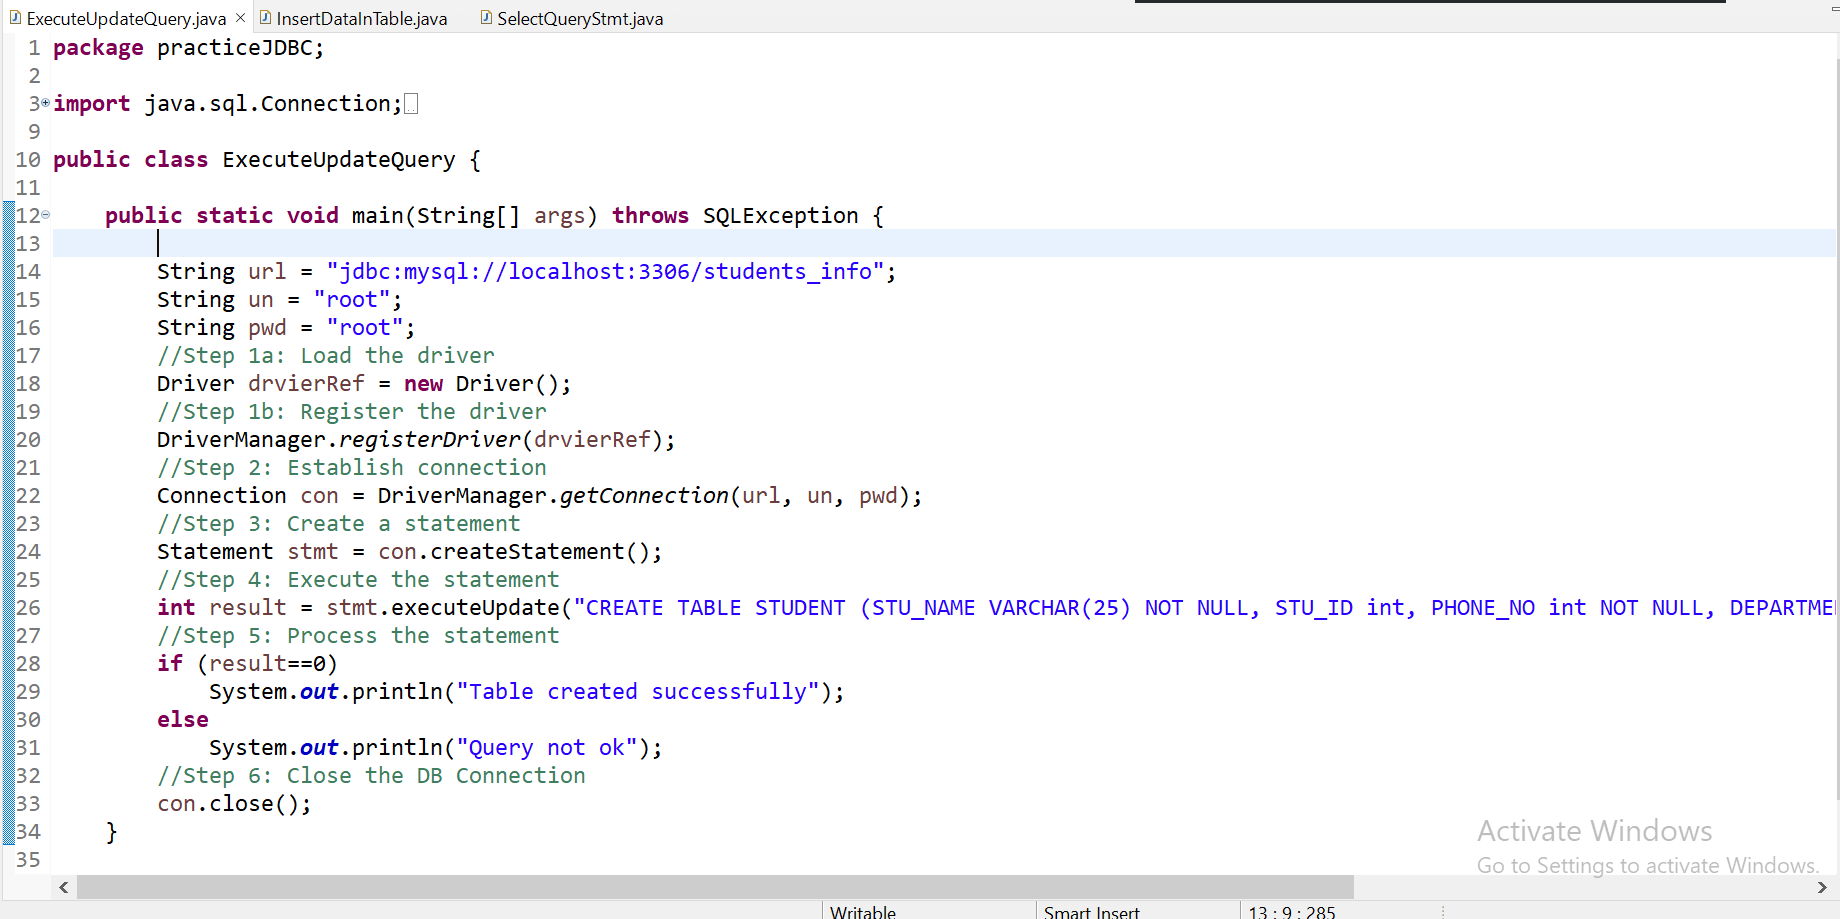 ExecuteUpdateQuery.java × InsertDataInTable.java SelectQueryStmt.java
1 package practiceJDBC;
2
3 import java.sql.Connection;
9
10 public class ExecuteUpdateQuery {
11
12 public static void main(String[] args) throws SQLException {
13
14 String url = "jdbc:mysql://localhost:3306/students_info";
15 String un = "root";
16 String pwd = "root";
17 //Step 1a: Load the driver
18 Driver drvierRef = new Driver();
19 //Step 1b: Register the driver
20 DriverManager.registerDriver(drvierRef);
21 //Step 2: Establish connection
22 Connection con = DriverManager.getConnection(url, un, pwd);
23 //Step 3: Create a statement
24 Statement stmt = con.createStatement();
25 //Step 4: Execute the statement
26 int result = stmt.executeUpdate("CREATE TABLE STUDENT (STU_NAME VARCHAR(25) NOT NULL, STU_ID int, PHONE_NO int NOT NULL, DEPARTME
27 //Step 5: Process the statement
28 if (result==0)
29 System.out.println("Table created successfully");
30 else
31 System.out.println("Query not ok");
32 //Step 6: Close the DB Connection
33 con.close();
34 }
35
Activate Windows
Go to Settings to activate Windows.
Writable Smart Insert 13 : 9 : 285